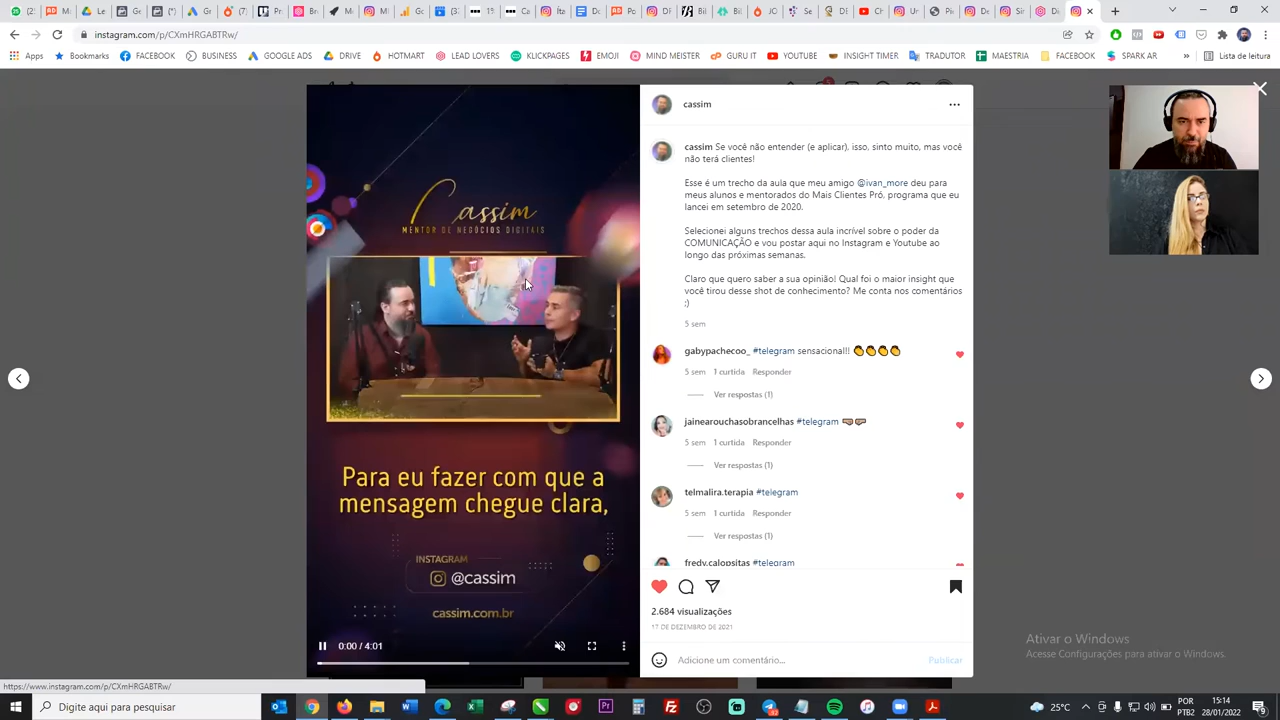 instagram.com/p/CXmHRGABTRw/
Apps
Bookmarks
FACEBOOK
BUSINESS
GOOGLE ADS
DRIVE
HOTMART
LEAD LOVERS
KLICKPAGES
EMOJI
MIND MEISTER
GURU IT
YOUTUBE
INSIGHT TIMER
TRADUTOR
MAESTRIA
FACEBOOK
SPARK AR
»
Lista de leitura
Cassim
MENTOR DE NEGÓCIOS DIGITAIS
Para eu fazer com que a
mensagem chegue clara,
INSTAGRAM
@cassim
cassim.com.br
0:00 / 4:01
cassim
cassim Se você não entender (e aplicar), isso, sinto muito, mas você
não terá clientes!
Esse é um trecho da aula que meu amigo @ivan_more deu para
meus alunos e mentorados do Mais Clientes Pró, programa que eu
lancei em setembro de 2020.
Selecionei alguns trechos dessa aula incrível sobre o poder da
COMUNICAÇÃO e vou postar aqui no Instagram e Youtube ao
longo das próximas semanas.
Claro que quero saber a sua opinião! Qual foi o maior insight que
você tirou desse shot de conhecimento? Me conta nos comentários
:)
5 sem
gabypachecoo_ #telegram sensacional!! 👏👏👏👏
5 sem 1 curtida Responder
Ver respostas (1)
jainearouchasobrancelhas #telegram
5 sem 1 curtida Responder
Ver respostas (1)
telmalira.terapia #telegram
5 sem 1 curtida Responder
Ver respostas (1)
fredy.calopsitas #telegram
2.684 visualizações
17 DE DEZEMBRO DE 2021
Adicione um comentário...
Publicar
Ativar o Windows
Acesse Configurações para ativar o Windows.
https://www.instagram.com/p/CXmHRGABTRw/
Digite aqui para pesquisar
25°C
POR
PTB2
15:14
28/01/2022